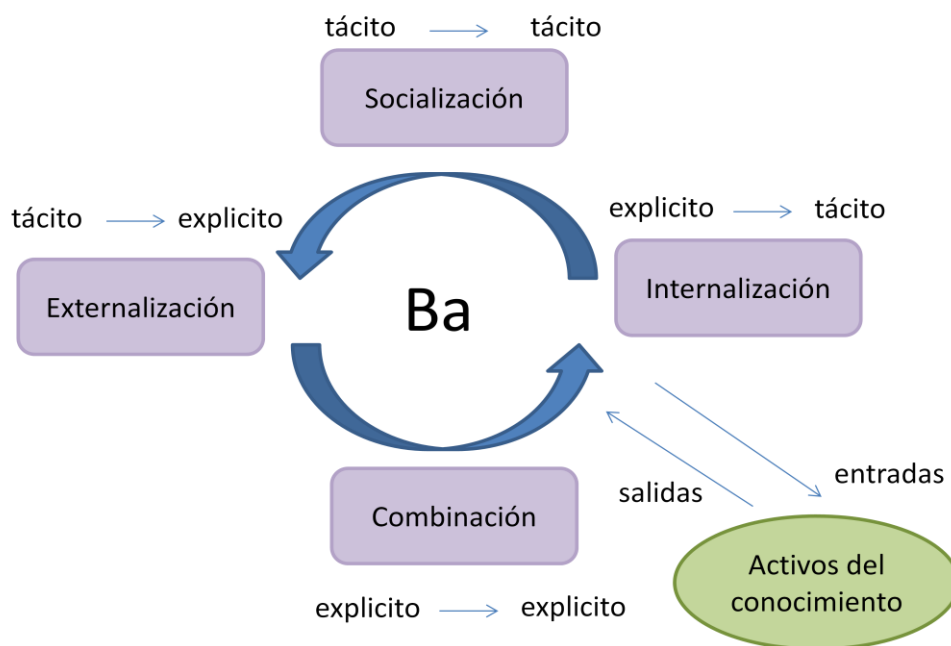 tácito tácito
Socialización
tácito explicito
explicito tácito
Externalización
Ba
Internalización
Combinación
salidas
entradas
explicito explicito
Activos del
conocimiento